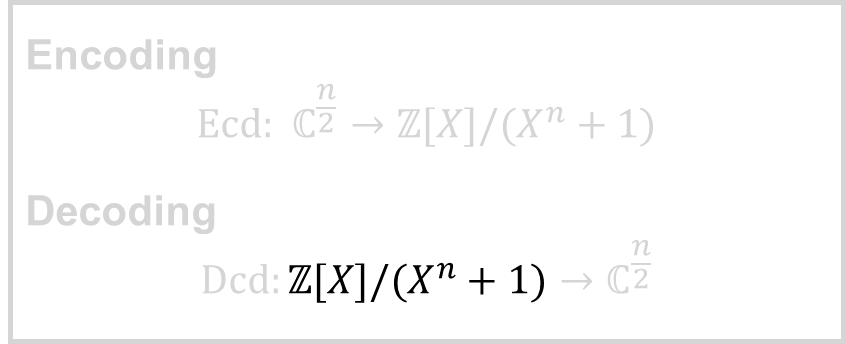 Encoding
Ecd: ℂ^{n/2} → ℤ[X]/(X^n + 1)
Decoding
Dcd: ℤ[X]/(X^n + 1) → ℂ^{n/2}